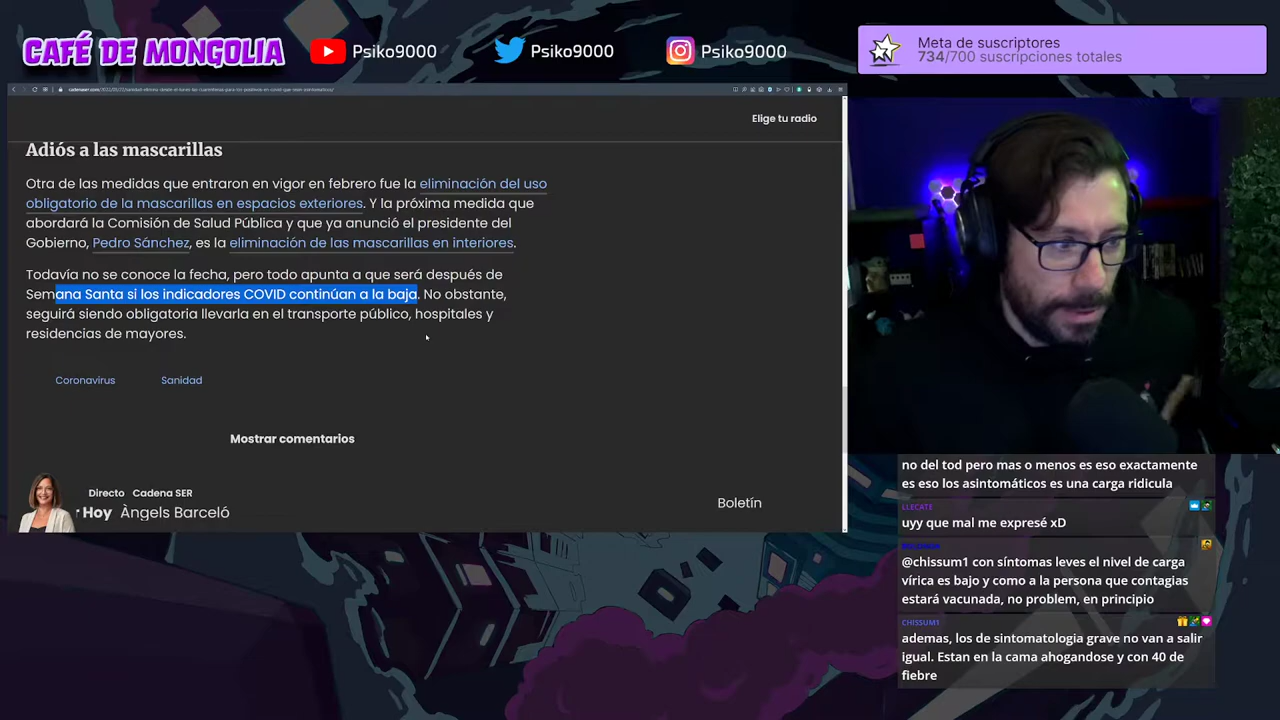 CAFÉ DE MONGOLIA
Psiko9000
Psiko9000
Psiko9000
Meta de suscriptores
734/700 suscripciones totales
Elige tu radio
Adiós a las mascarillas
Otra de las medidas que entraron en vigor en febrero fue la eliminación del uso
obligatorio de la mascarillas en espacios exteriores. Y la próxima medida que
abordará la Comisión de Salud Pública y que ya anunció el presidente del
Gobierno, Pedro Sánchez, es la eliminación de las mascarillas en interiores.
Todavía no se conoce la fecha, pero todo apunta a que será después de
Semana Santa si los indicadores COVID continúan a la baja. No obstante,
seguirá siendo obligatoria llevarla en el transporte público, hospitales y
residencias de mayores.
Coronavirus Sanidad
Mostrar comentarios
Directo Cadena SER
Hoy Àngels Barceló
Boletín
no del tod pero mas o menos es eso exactamente
es eso los asintomáticos es una carga ridicula
LLECATE
uyy que mal me expresé xD
@chissum1 con síntomas leves el nivel de carga
vírica es bajo y como a la persona que contagias
estará vacunada, no problem, en principio
CHISSUM1
ademas, los de sintomatologia grave no van a salir
igual. Estan en la cama ahogandose y con 40 de
fiebre